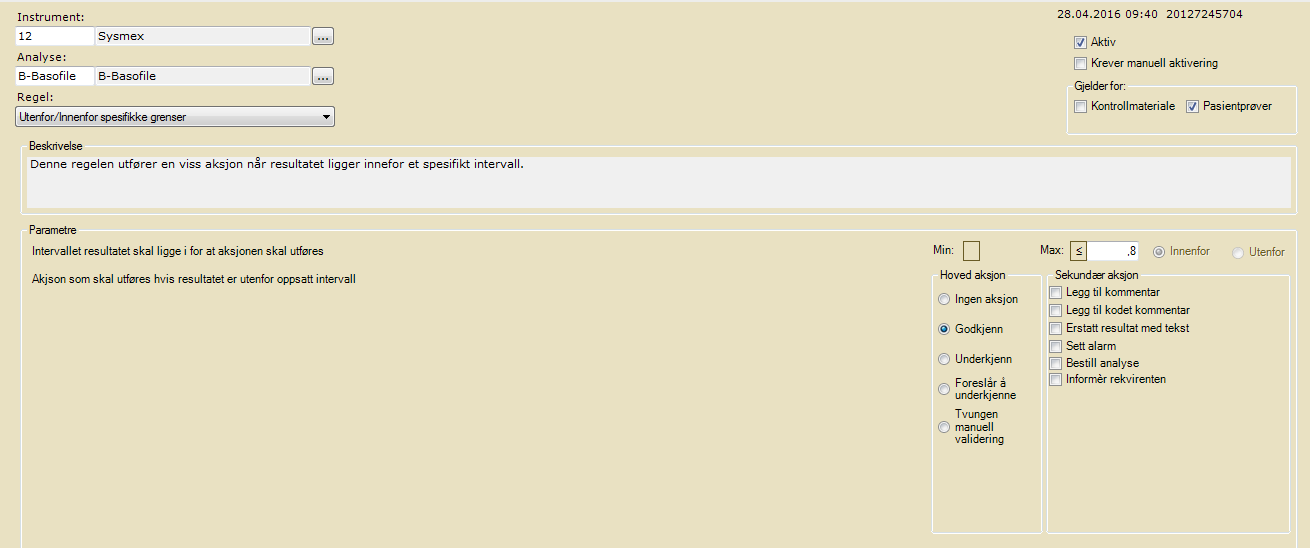 Instrument:
28.04.2016 09:40 20127245704
12 Sysmex ...
Aktiv
Analyse:
Krever manuell aktivering
B-Basofile B-Basofile ...
Gjelder for:
Regel:
Kontrollmateriale Pasientprøver
Utenfor/Innenfor spesifikke grenser
Beskrivelse
Denne regelen utfører en viss aksjon når resultatet ligger innefor et spesifikt intervall.
Parametre
Intervallet resultatet skal ligge i for at aksjonen skal utføres
Min: Max: ≤ ,8 Innenfor Utenfor
Akjson som skal utføres hvis resultatet er utenfor oppsatt intervall
Hoved aksjon
Ingen aksjon
Godkjenn
Underkjenn
Foreslår å
underkjenne
Tvungen
manuell
validering
Sekundær aksjon
Legg til kommentar
Legg til kodet kommentar
Erstatt resultat med tekst
Sett alarm
Bestill analyse
Informèr rekvirenten